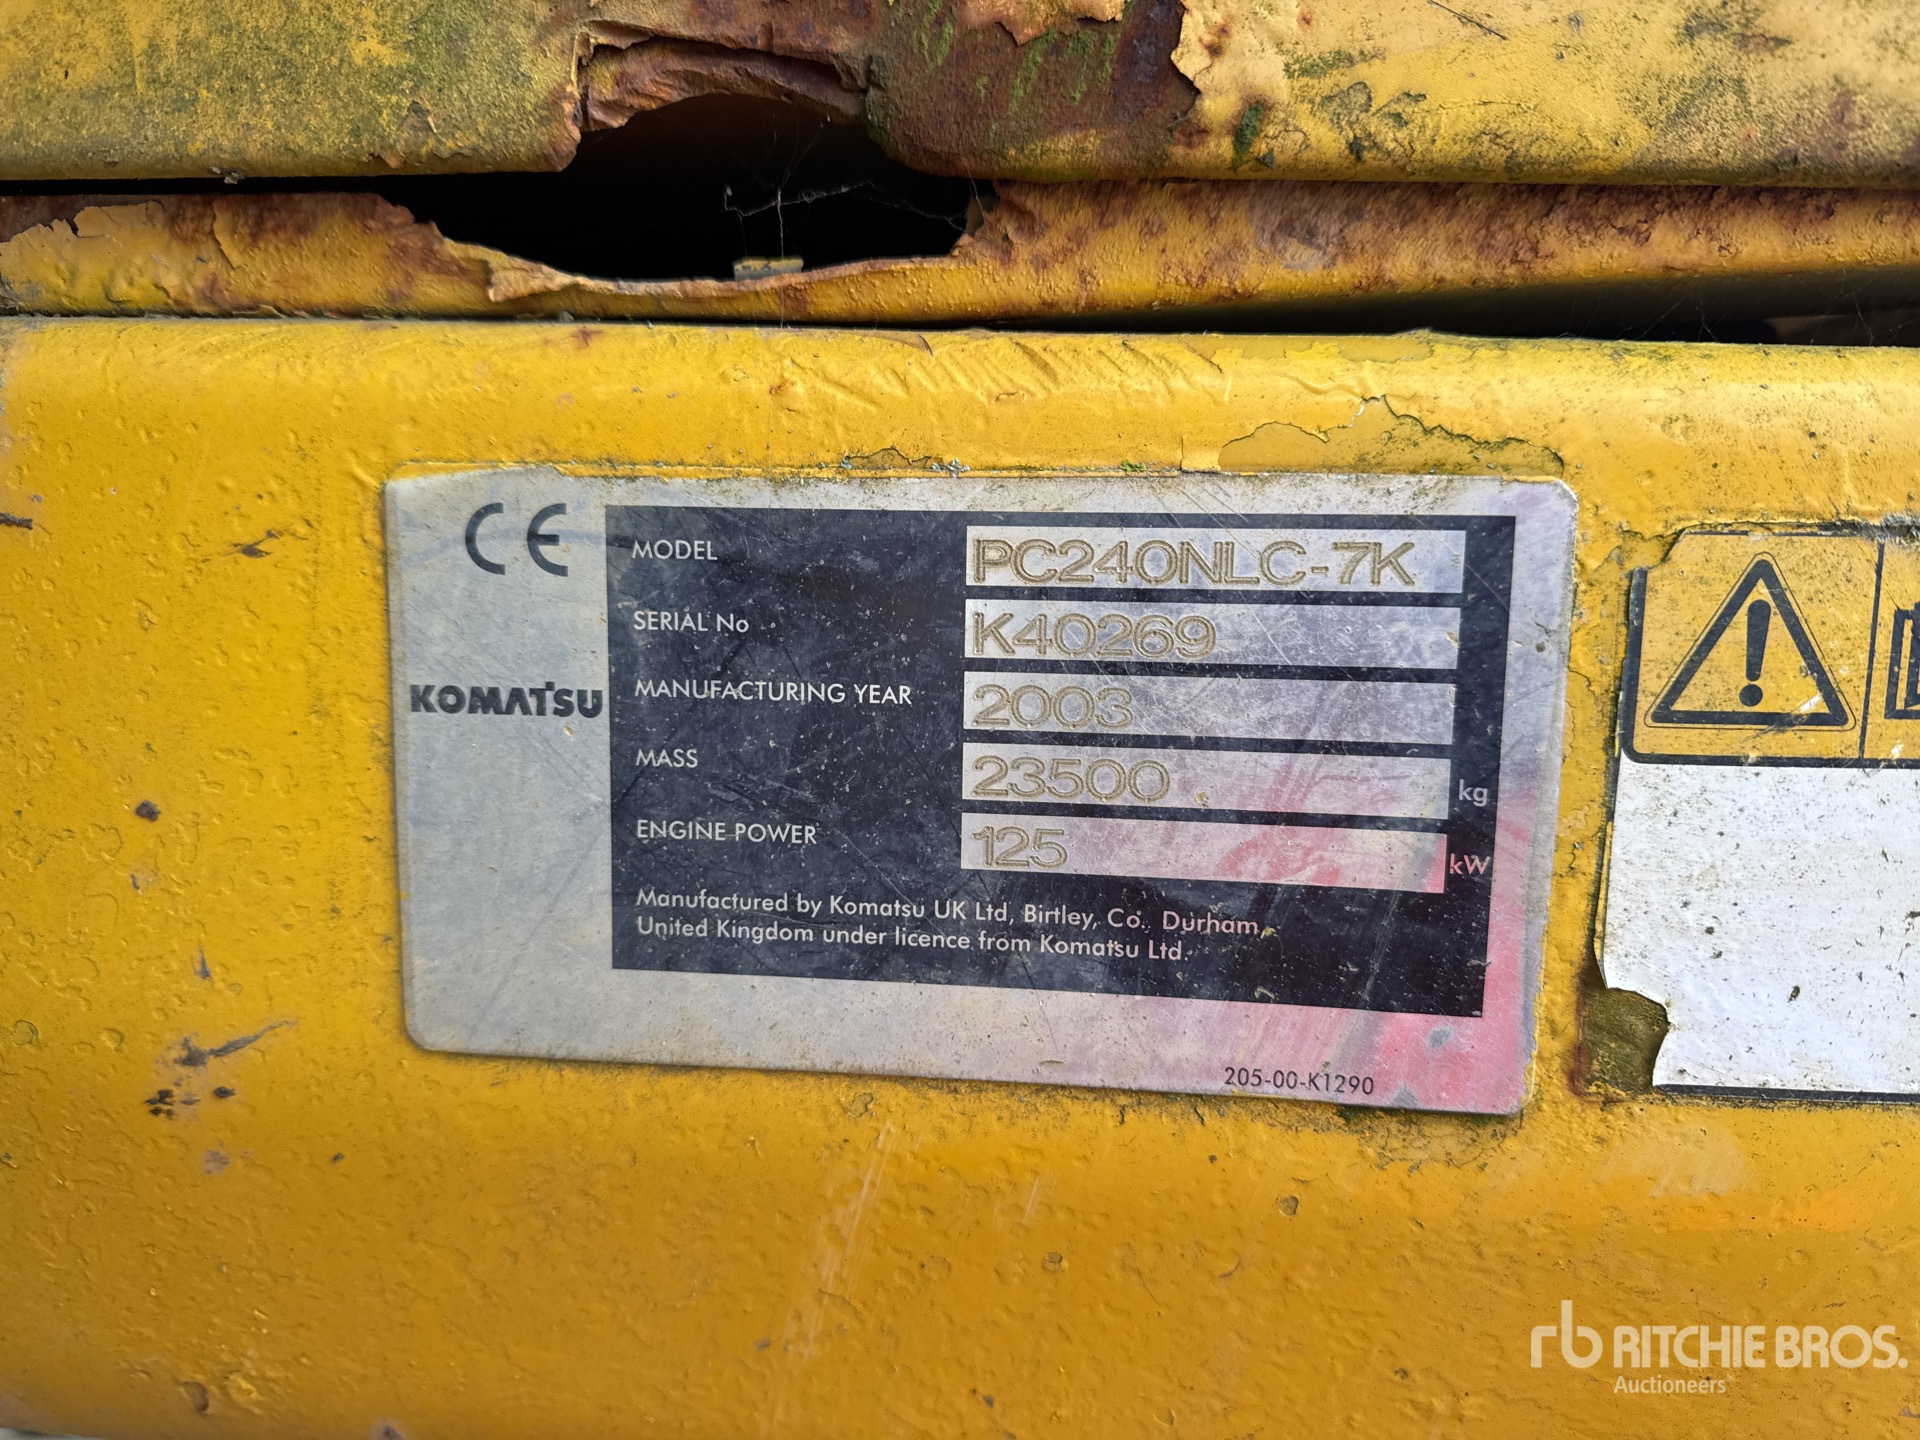 CE
KOMATSU
MODEL PC240NLC-7K
SERIAL No K40269
MANUFACTURING YEAR 2003
MASS 23500 kg
ENGINE POWER 125 kW
Manufactured by Komatsu UK Ltd, Birtley, Co. Durham,
United Kingdom under licence from Komatsu Ltd.
205-00-K1290
rb RITCHIE BROS.
Auctioneers